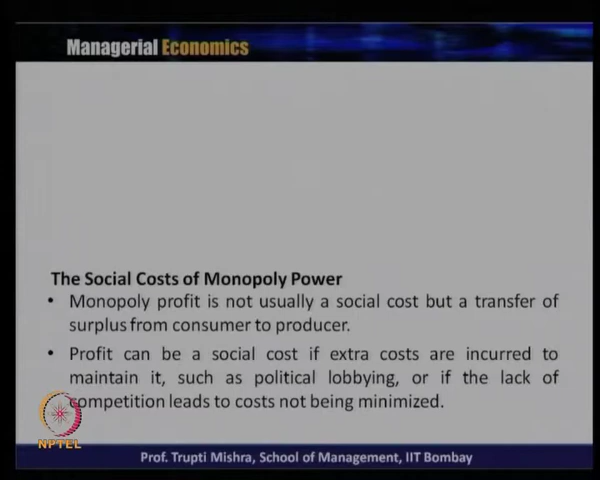 Managerial Economics
The Social Costs of Monopoly Power
• Monopoly profit is not usually a social cost but a transfer of
surplus from consumer to producer.
• Profit can be a social cost if extra costs are incurred to
maintain it, such as political lobbying, or if the lack of
competition leads to costs not being minimized.
NPTEL
Prof. Trupti Mishra, School of Management, IIT Bombay